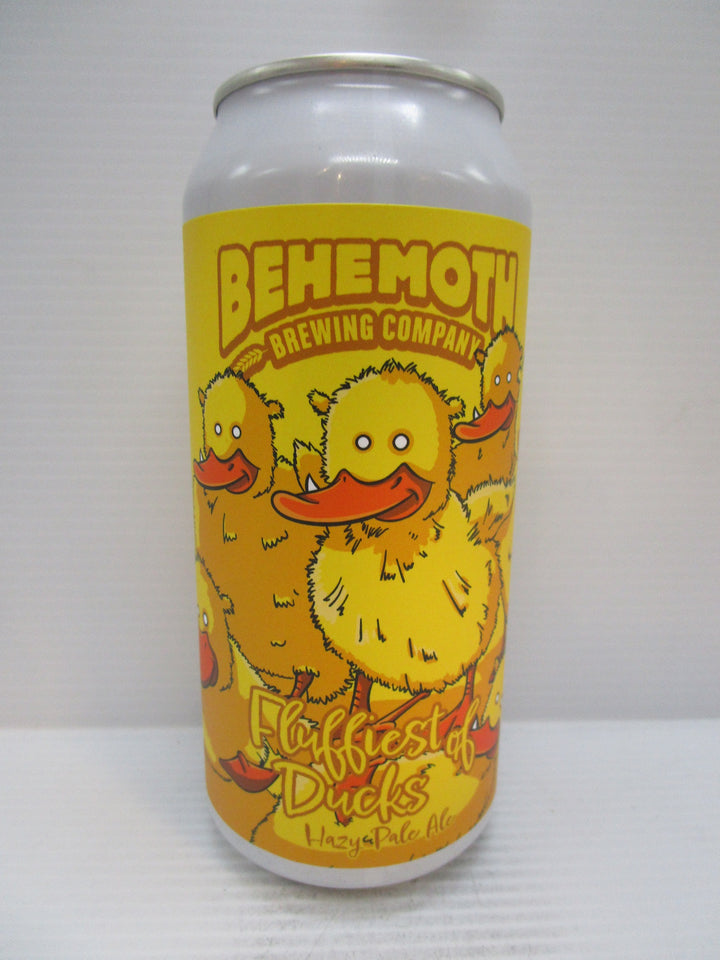 BEHEMOTH
BREWING COMPANY
Fluffiest of
Ducks
Hazy Pale Ale